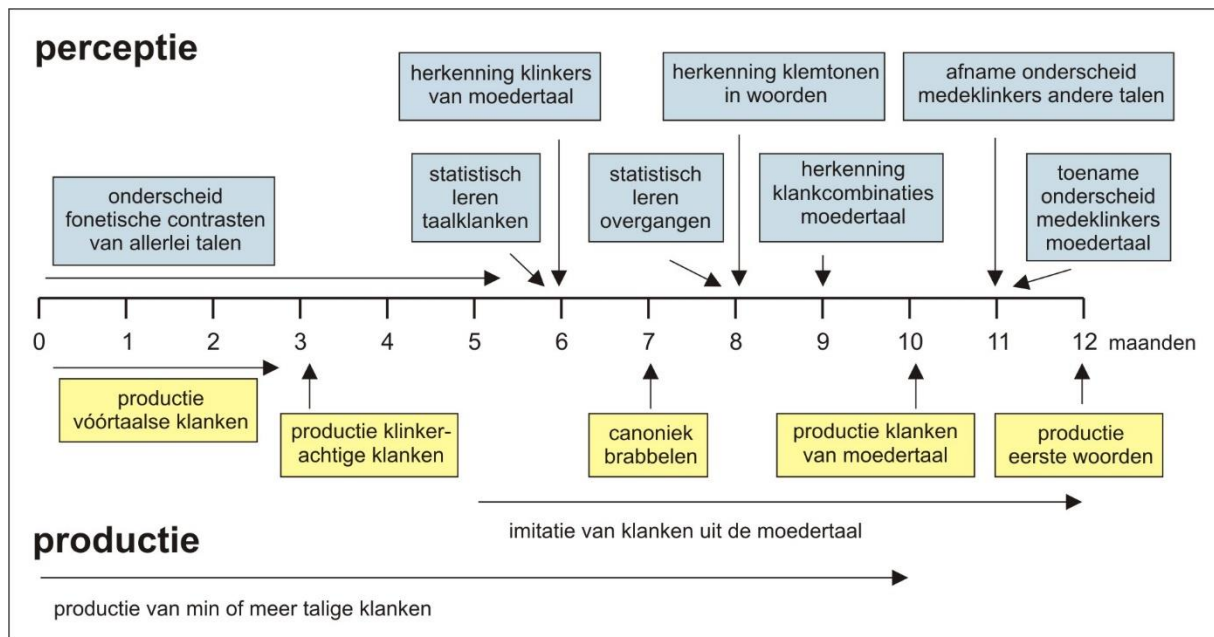 perceptie
herkenning klinkers
van moedertaal
herkenning klemtonen
in woorden
afname onderscheid
medeklinkers andere talen
onderscheid
fonetische contrasten
van allerlei talen
statistisch
leren
taalklanken
statistisch
leren
overgangen
herkenning
klankcombinaties
moedertaal
toename
onderscheid
medeklinkers
moedertaal
0 1 2 3 4 5 6 7 8 9 10 11 12 maanden
productie
vóórtaalse klanken
productie klinker-
achtige klanken
canoniek
brabbelen
productie klanken
van moedertaal
productie
eerste woorden
imitatie van klanken uit de moedertaal
productie
productie van min of meer talige klanken